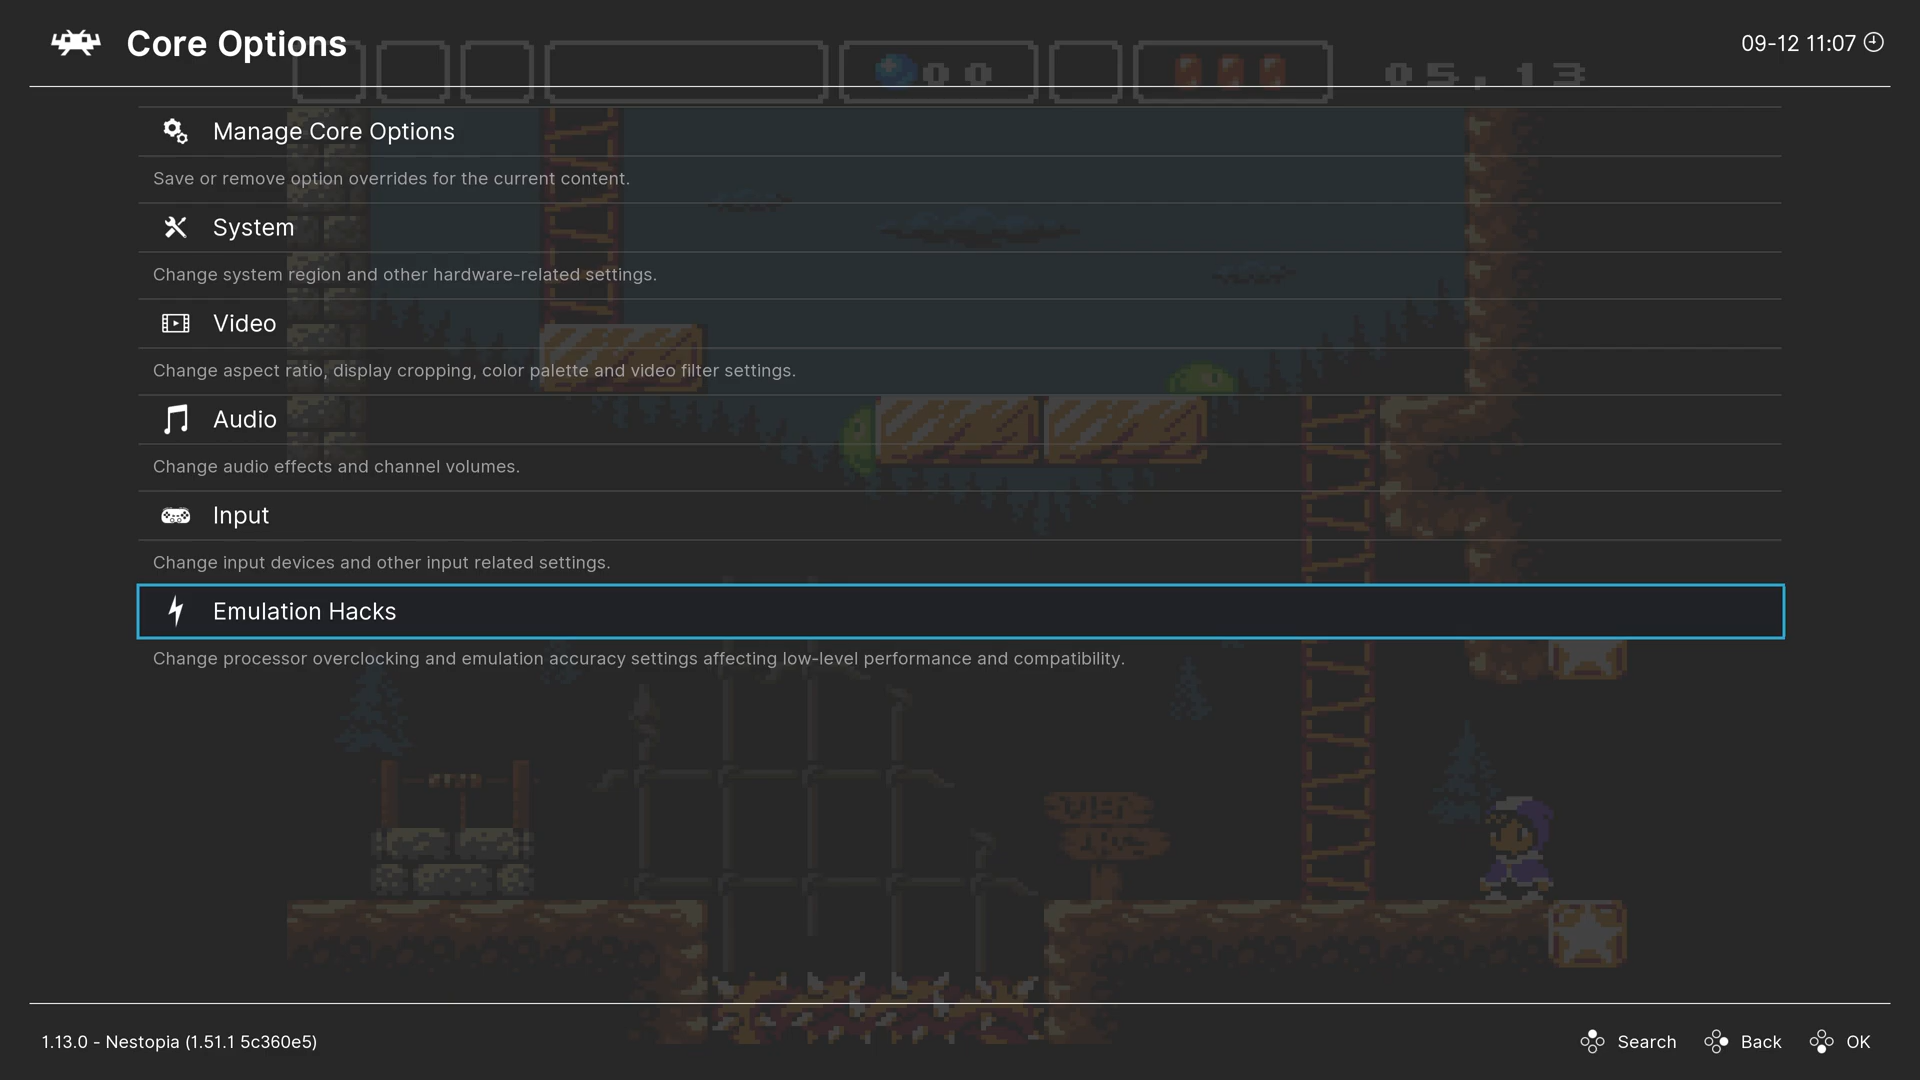 Core Options
09-12 11:07
00
05,13
Manage Core Options
Save or remove option overrides for the current content.
System
Change system region and other hardware-related settings.
Video
Change aspect ratio, display cropping, color palette and video filter settings.
Audio
Change audio effects and channel volumes.
Input
Change input devices and other input related settings.
Emulation Hacks
Change processor overclocking and emulation accuracy settings affecting low-level performance and compatibility.
1.13.0 - Nestopia (1.51.1 5c360e5)
Search
Back
OK